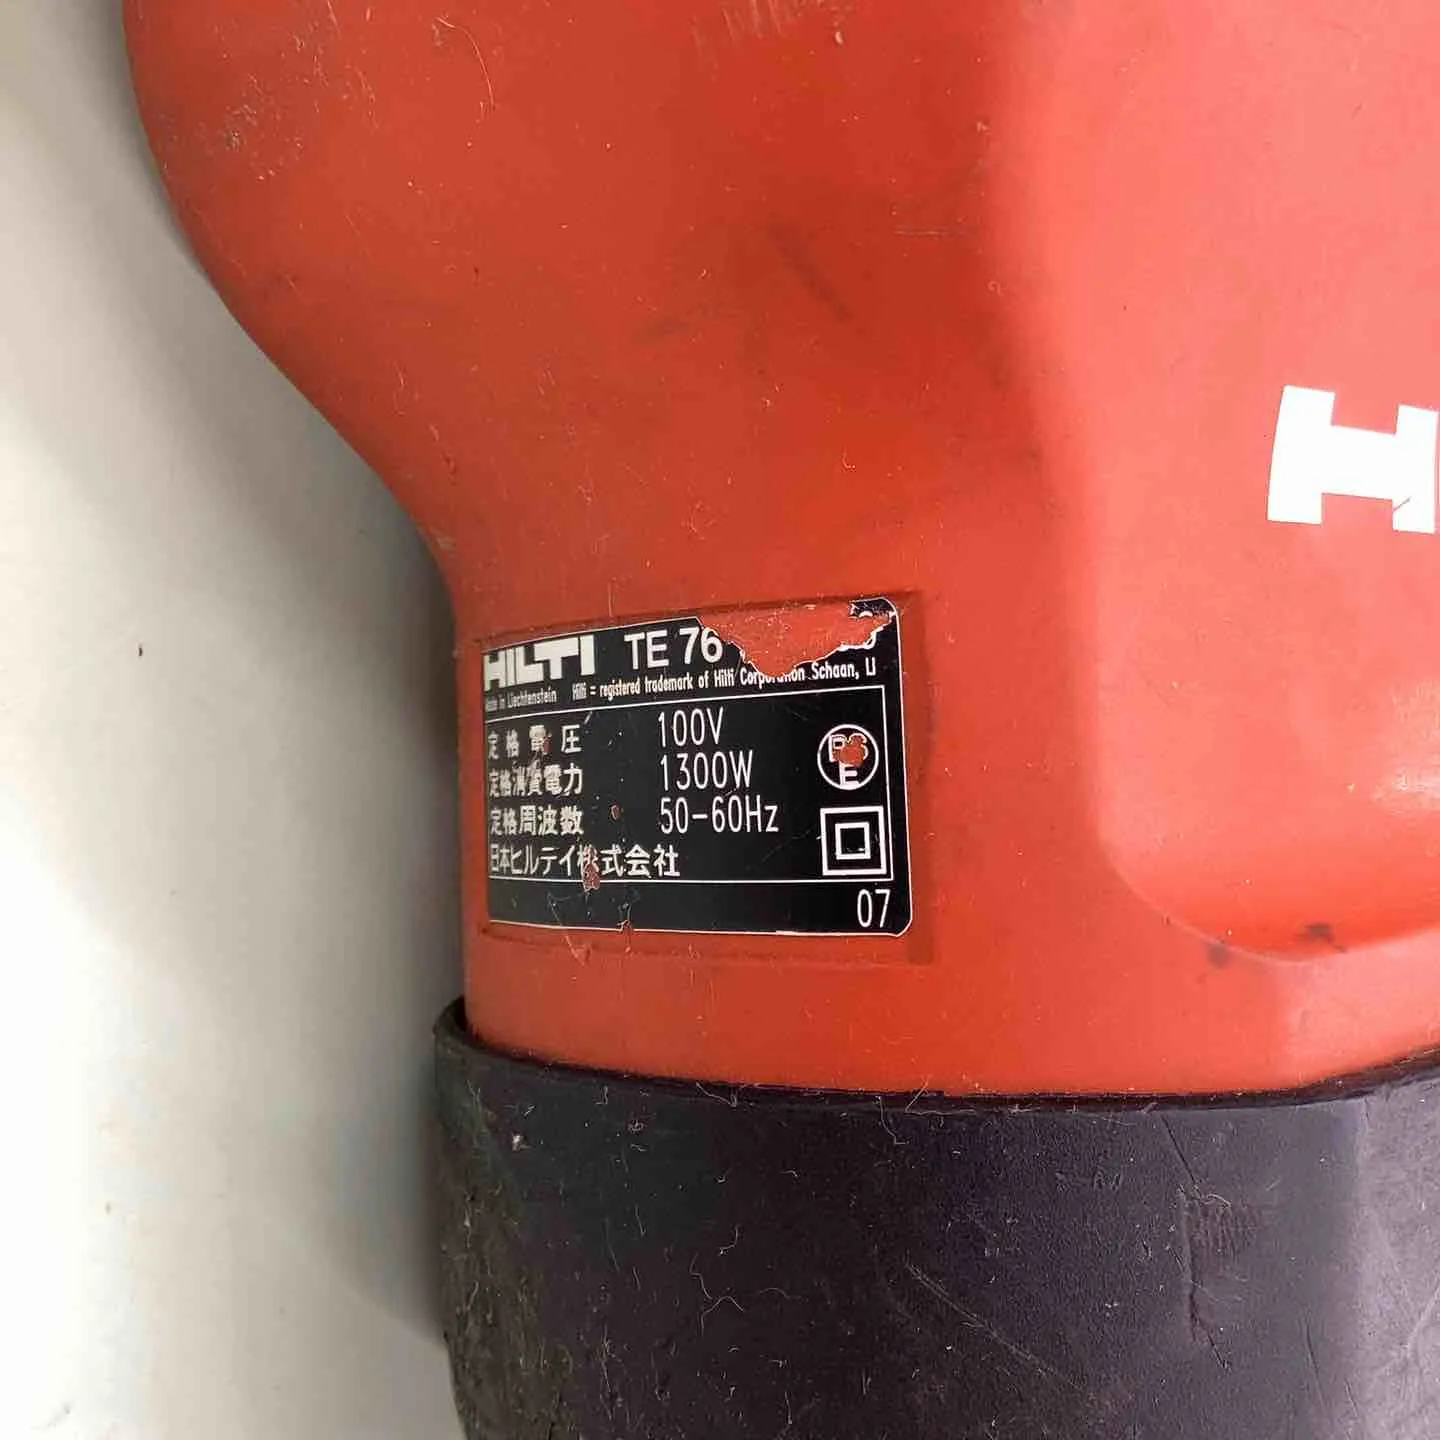 H
HILTI TE 76
Made in Liechtenstein Hilti = registered trademark of Hilti Corporation Schaan, LI
定格電圧 100V
定格消費電力 1300W
定格周波数 50-60Hz
日本ヒルティ株式会社
PS
E
07